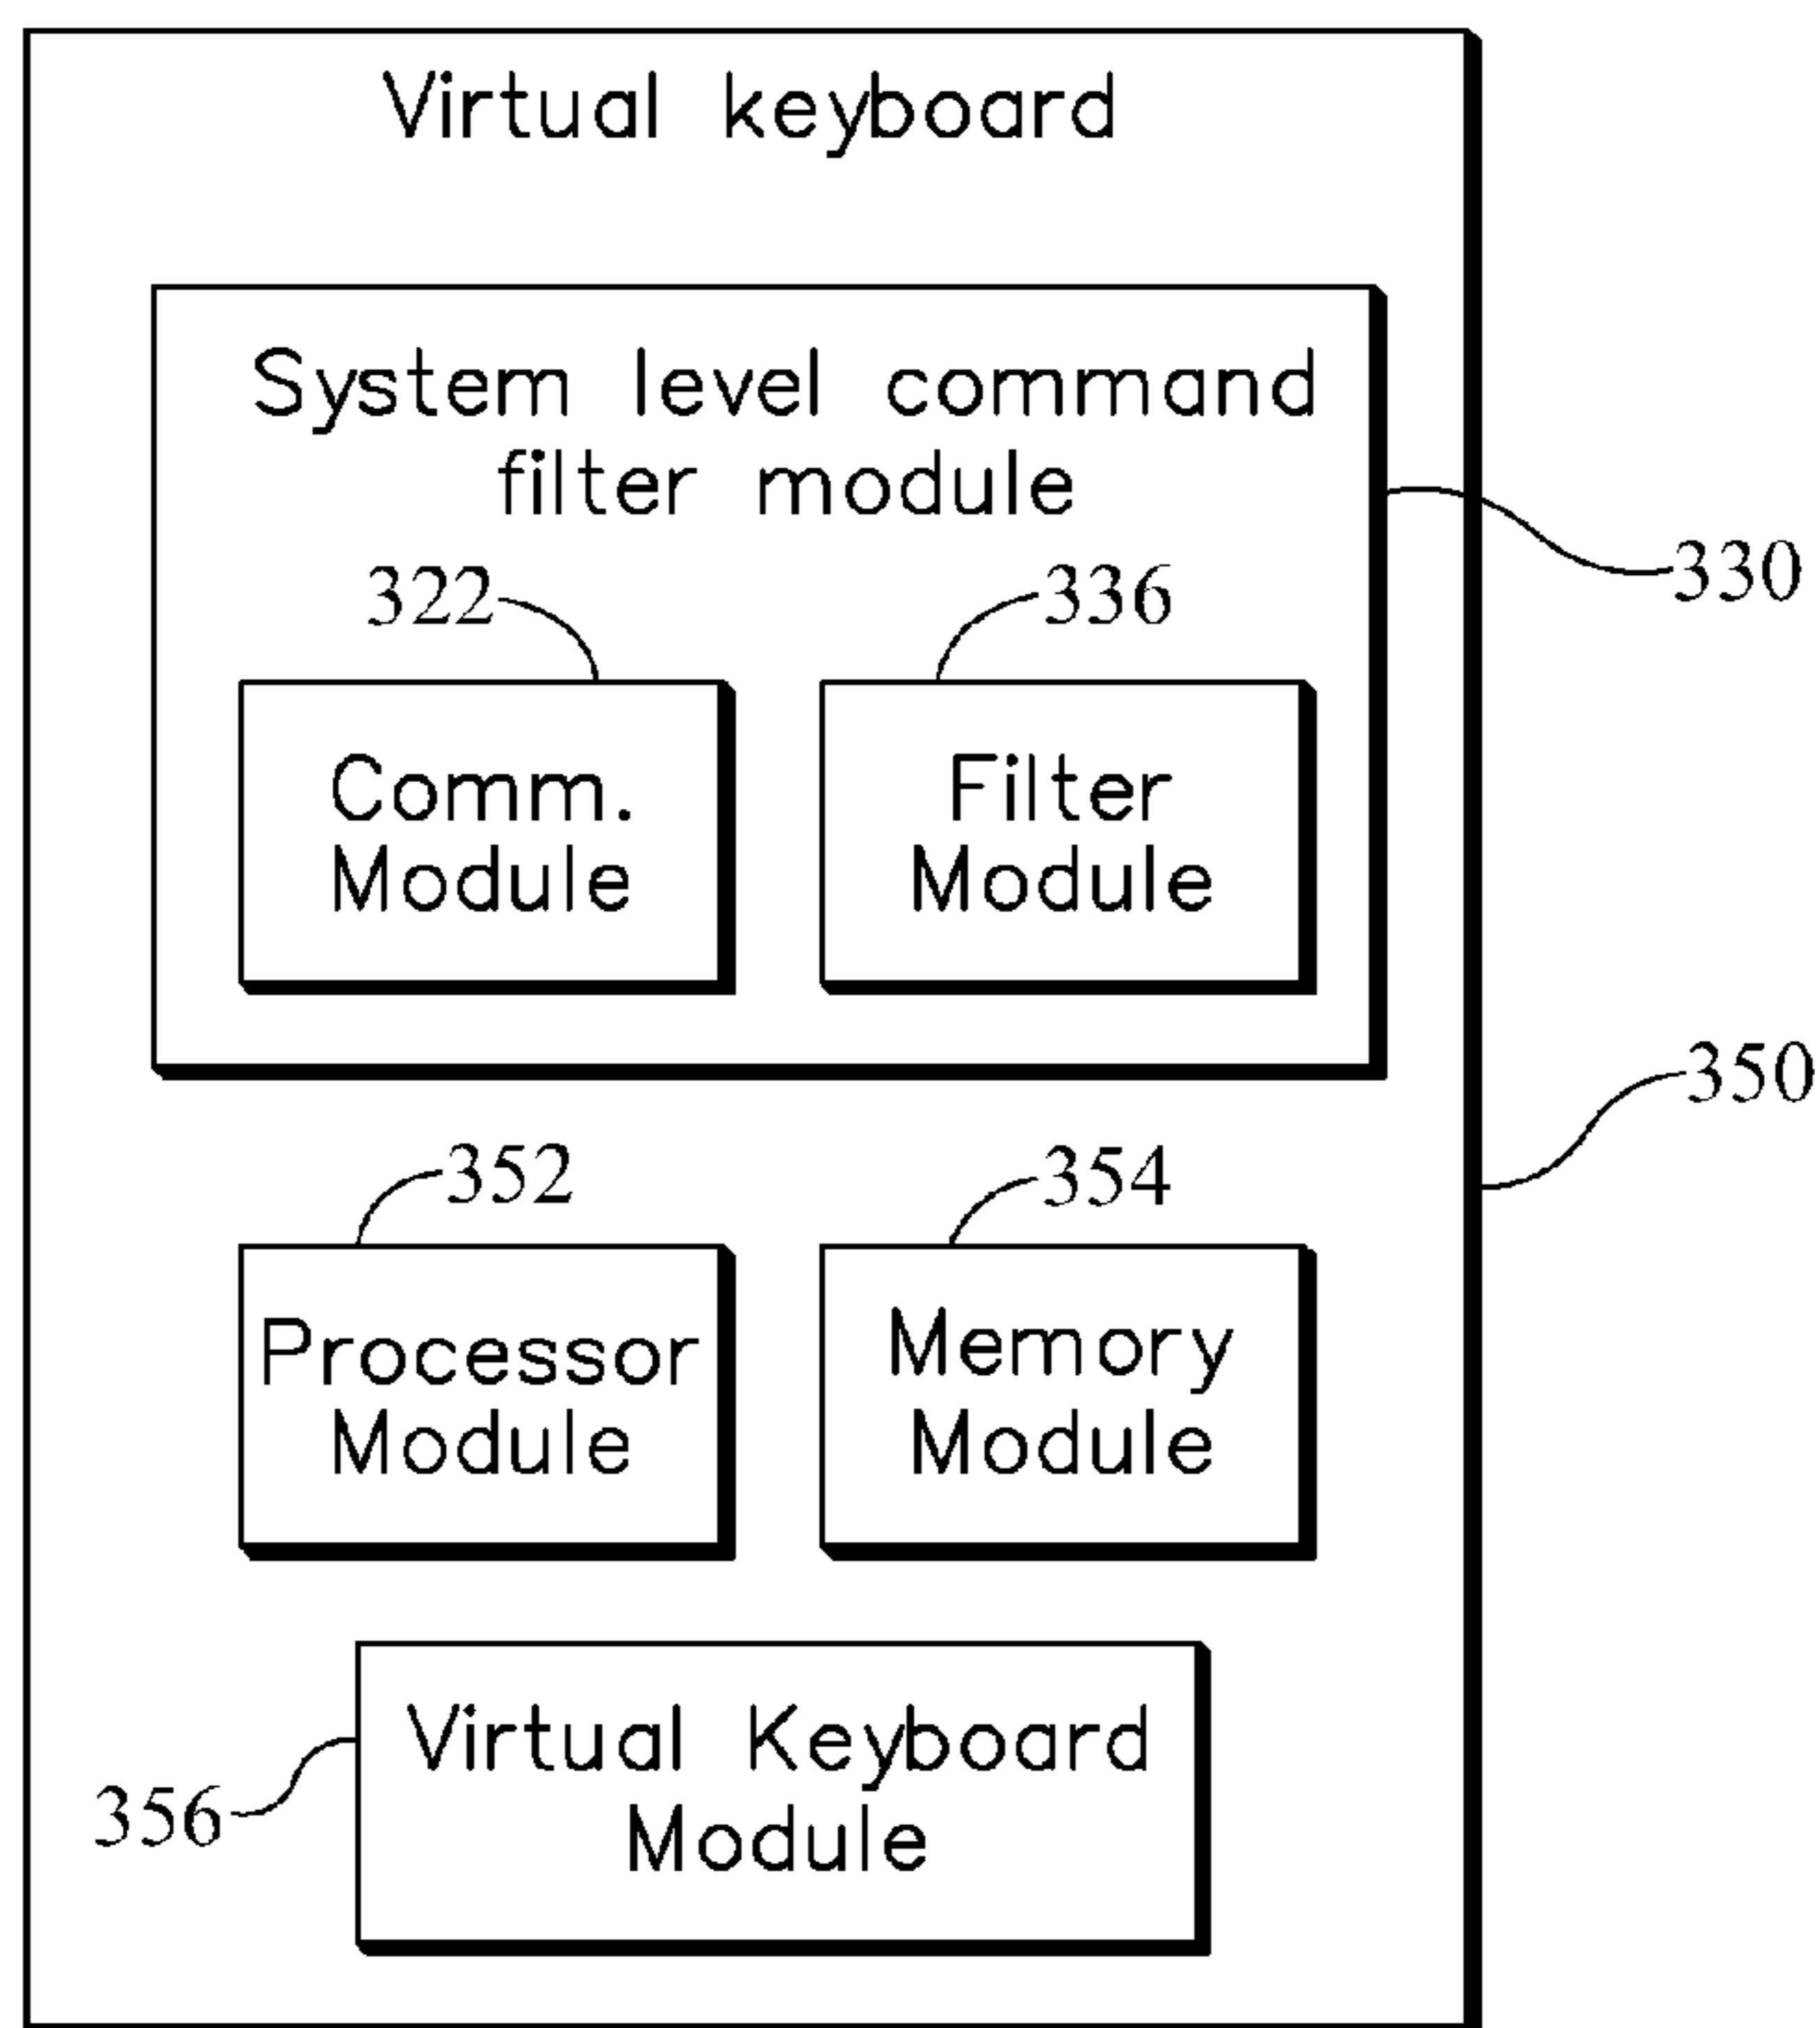 Virtual keyboard
System level command
filter module
330
322
336
Comm.
Module
Filter
Module
350
352
354
Processor
Module
Memory
Module
Virtual Keyboard
Module
356